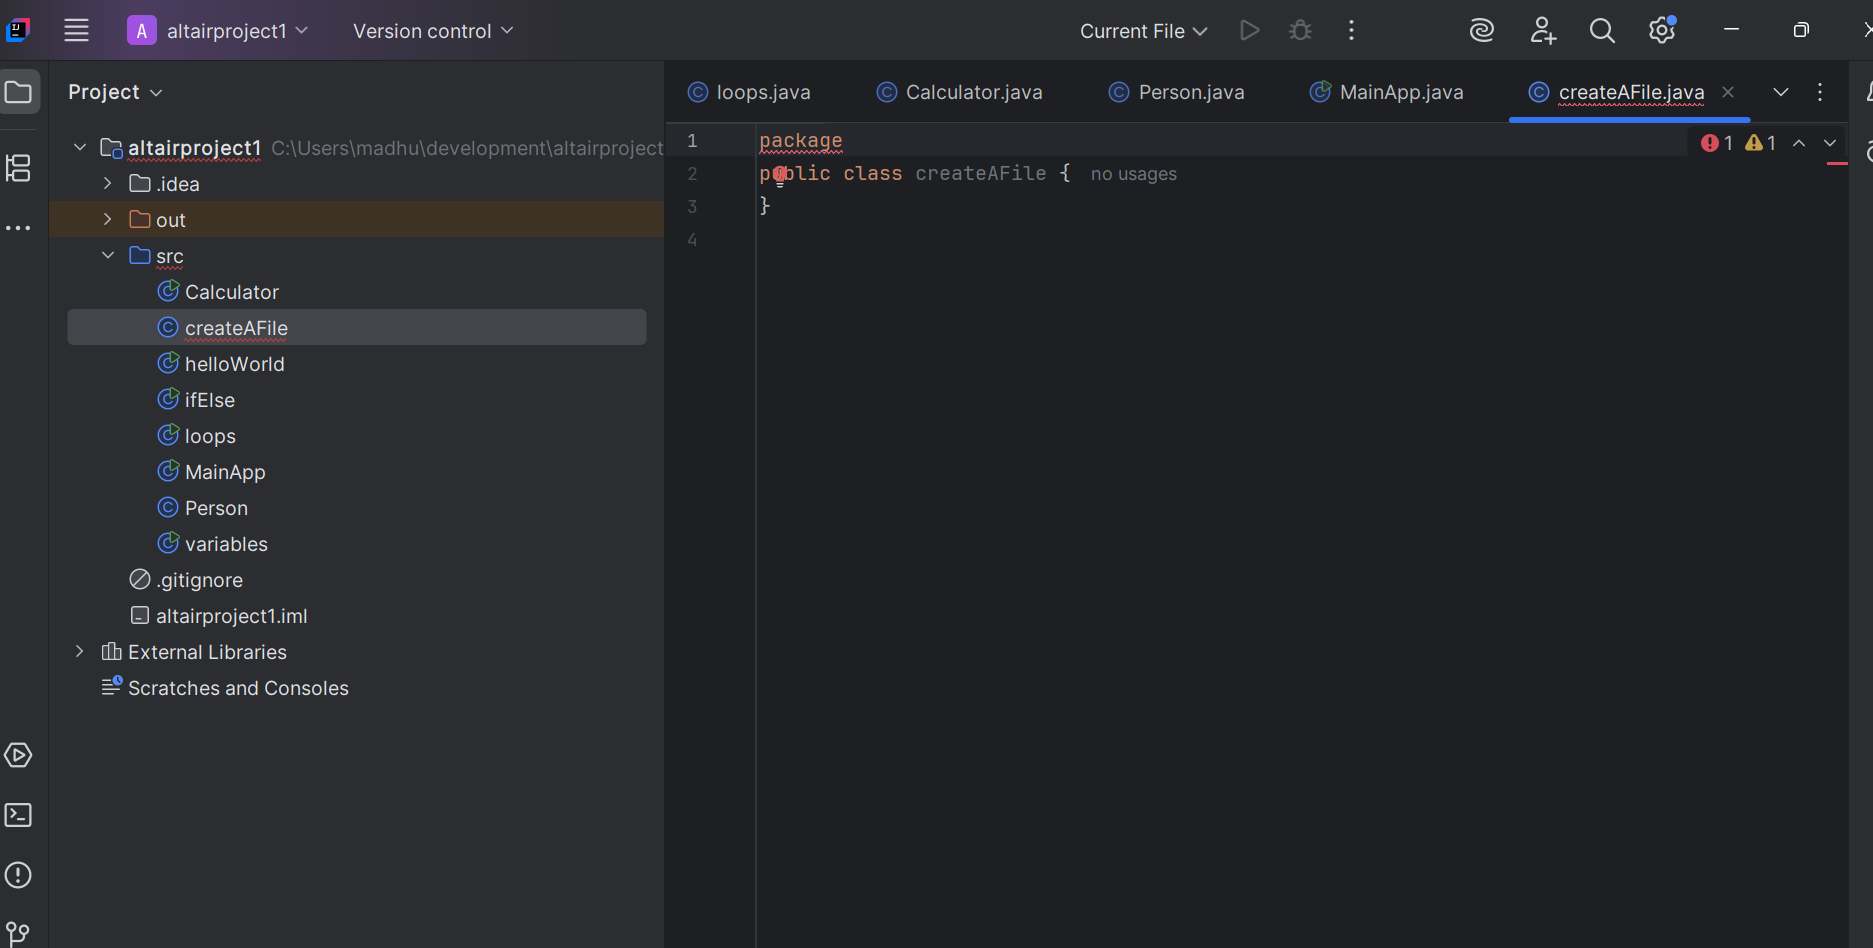 IJ
A altairproject1 Version control Current File
Project
loops.java Calculator.java Person.java MainApp.java createAFile.java
altairproject1 C:\Users\madhu\development\altairproject
.idea
out
src
Calculator
createAFile
helloWorld
ifElse
loops
MainApp
Person
variables
.gitignore
altairproject1.iml
External Libraries
Scratches and Consoles
1 package 1 1
2 public class createAFile { no usages
3 }
4